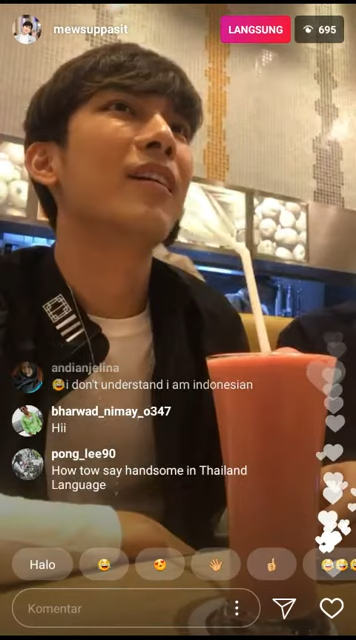 mewsuppasit
LANGSUNG
695
andianjelina
😅i don't understand i am indonesian
bharwad_nimay_o347
Hii
pong_lee90
How tow say handsome in Thailand
Language
Halo
Komentar